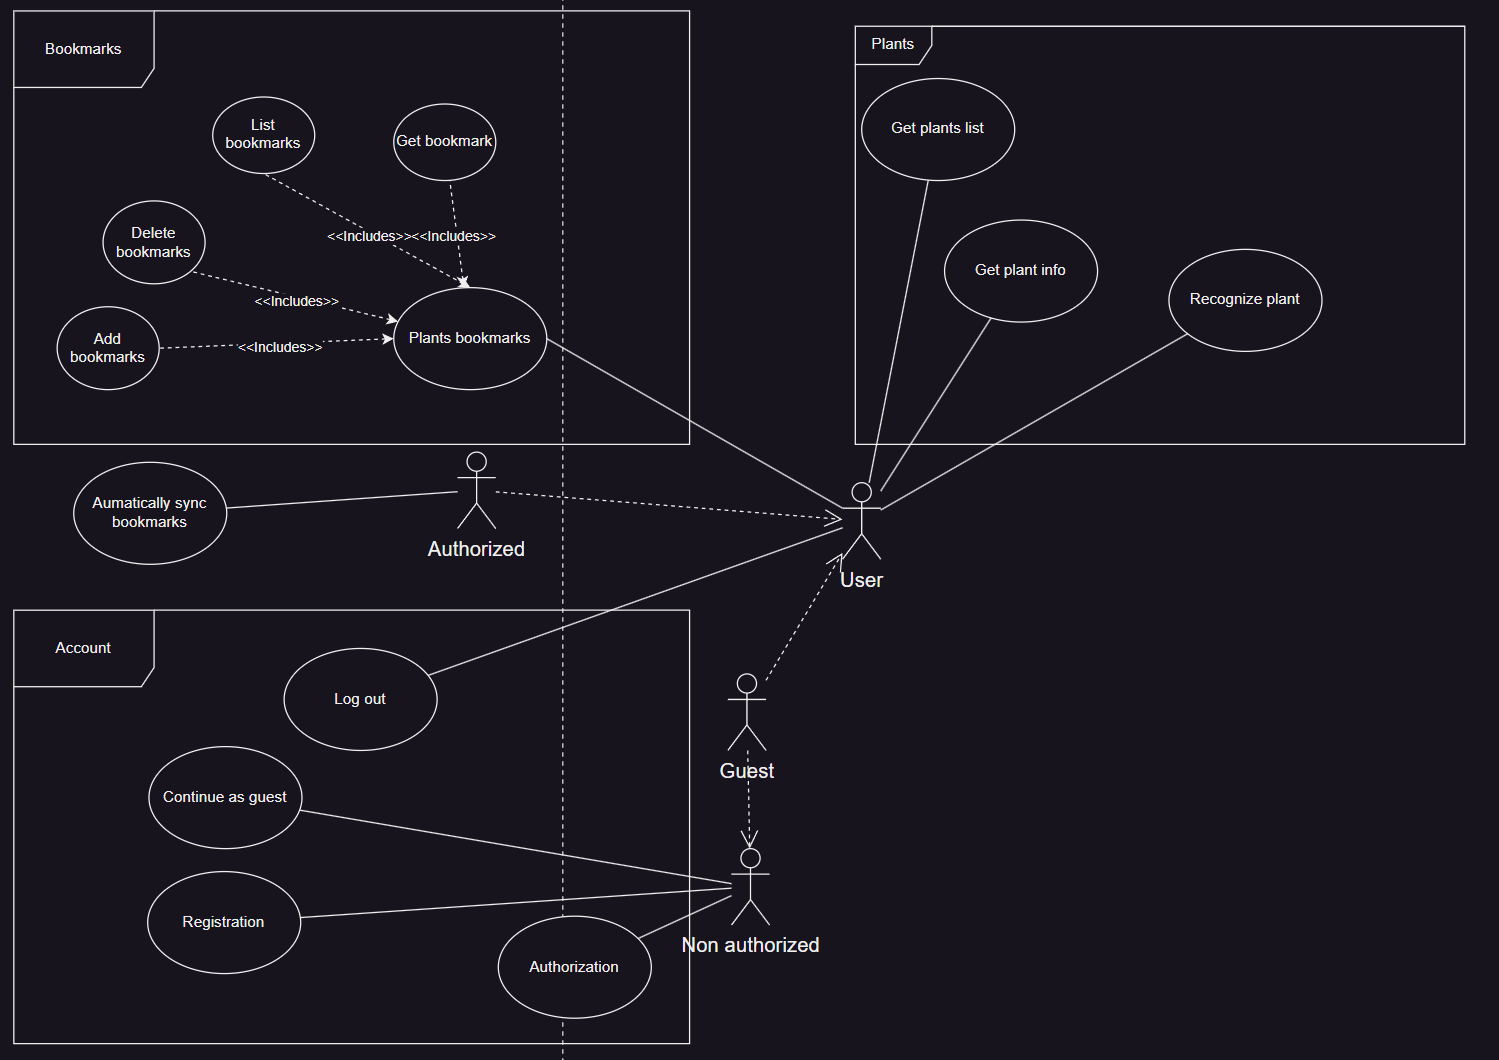 Bookmarks
Plants
List
bookmarks
Get bookmark
Get plants list
Delete
bookmarks
<<Includes>>
<<Includes>>
Get plant info
<<Includes>>
Recognize plant
Add
bookmarks
<<Includes>>
Plants bookmarks
Aumatically sync
bookmarks
Authorized
User
Account
Log out
Guest
Continue as guest
Registration
Non authorized
Authorization